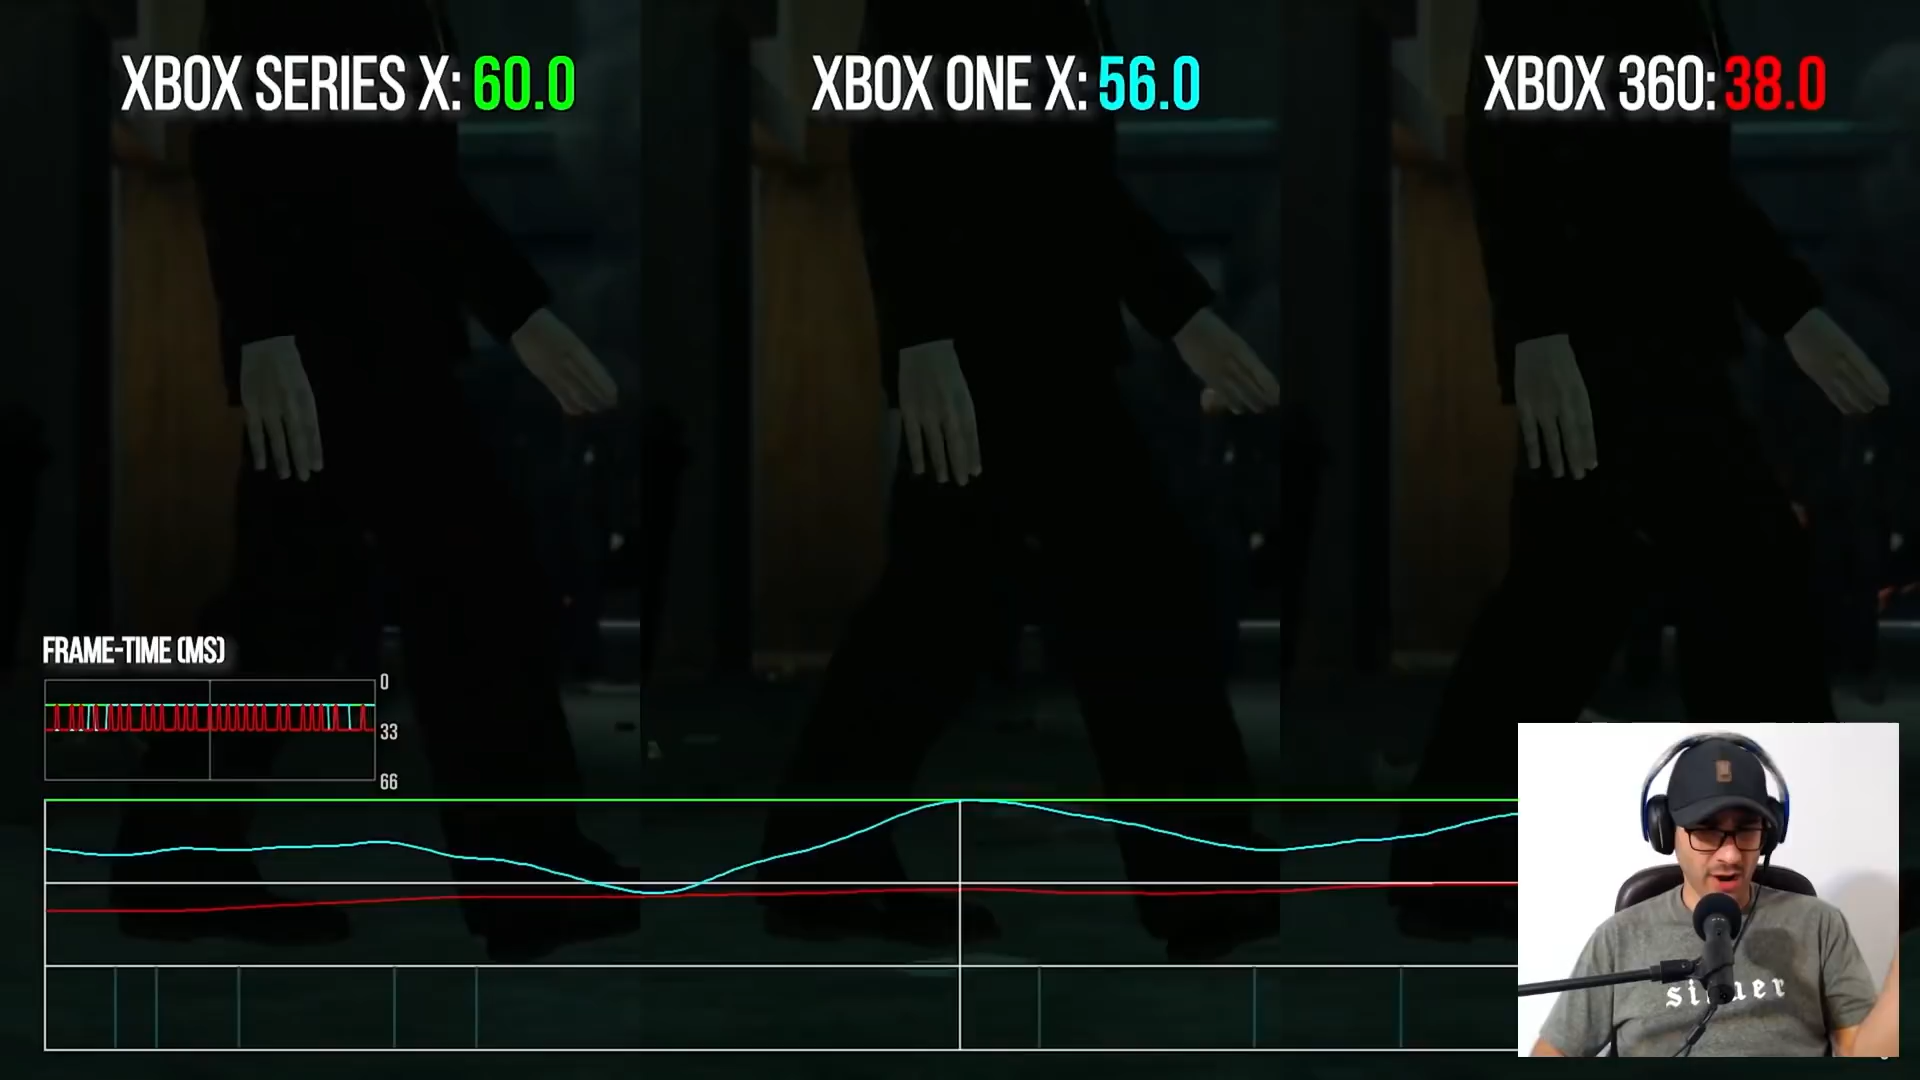 XBOX SERIES X: 60.0
XBOX ONE X: 56.0
XBOX 360: 38.0
FRAME-TIME (MS)
0
33
66